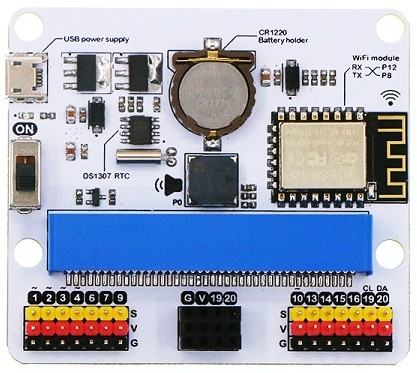 USB power supply
CR1220
Battery holder
WiFi module
RX P12
TX P8
ON
CR1220
DS1307 RTC
P0
CL DA
1 2 3 4 6 7 9
G V 19 20
10 13 14 15 16 19 20
S
V
G
S
V
G